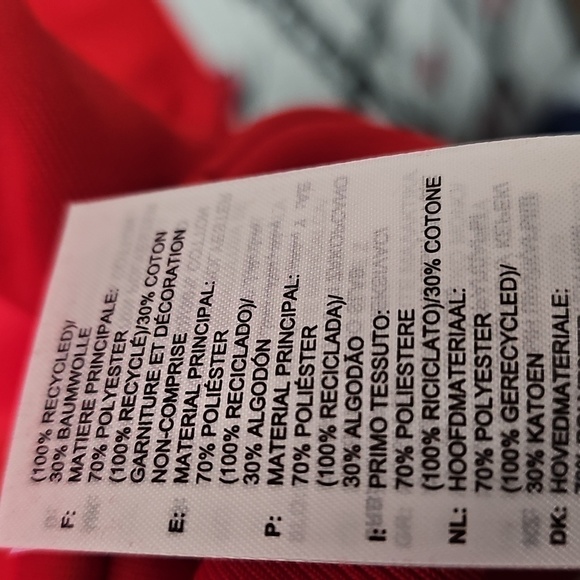 (100% RECYCLED)/
30% BAUMWOLLE
F: MATIERE PRINCIPALE:
70% POLYESTER
(100% RECYCLÉ)/30% COTON
GARNITURE ET DÉCORATION
NON-COMPRISE
E: MATERIAL PRINCIPAL:
70% POLIÉSTER
(100% RECICLADO)/
30% ALGODÓN
P: MATERIAL PRINCIPAL:
70% POLIÉSTER
(100% RECICLADA)/
30% ALGODÃO
I: PRIMO TESSUTO:
70% POLIESTERE
(100% RICICLATO)/30% COTONE
NL: HOOFDMATERIAAL:
70% POLYESTER
(100% GERECYCLED)/
30% KATOEN
DK: HOVEDMATERIALE: